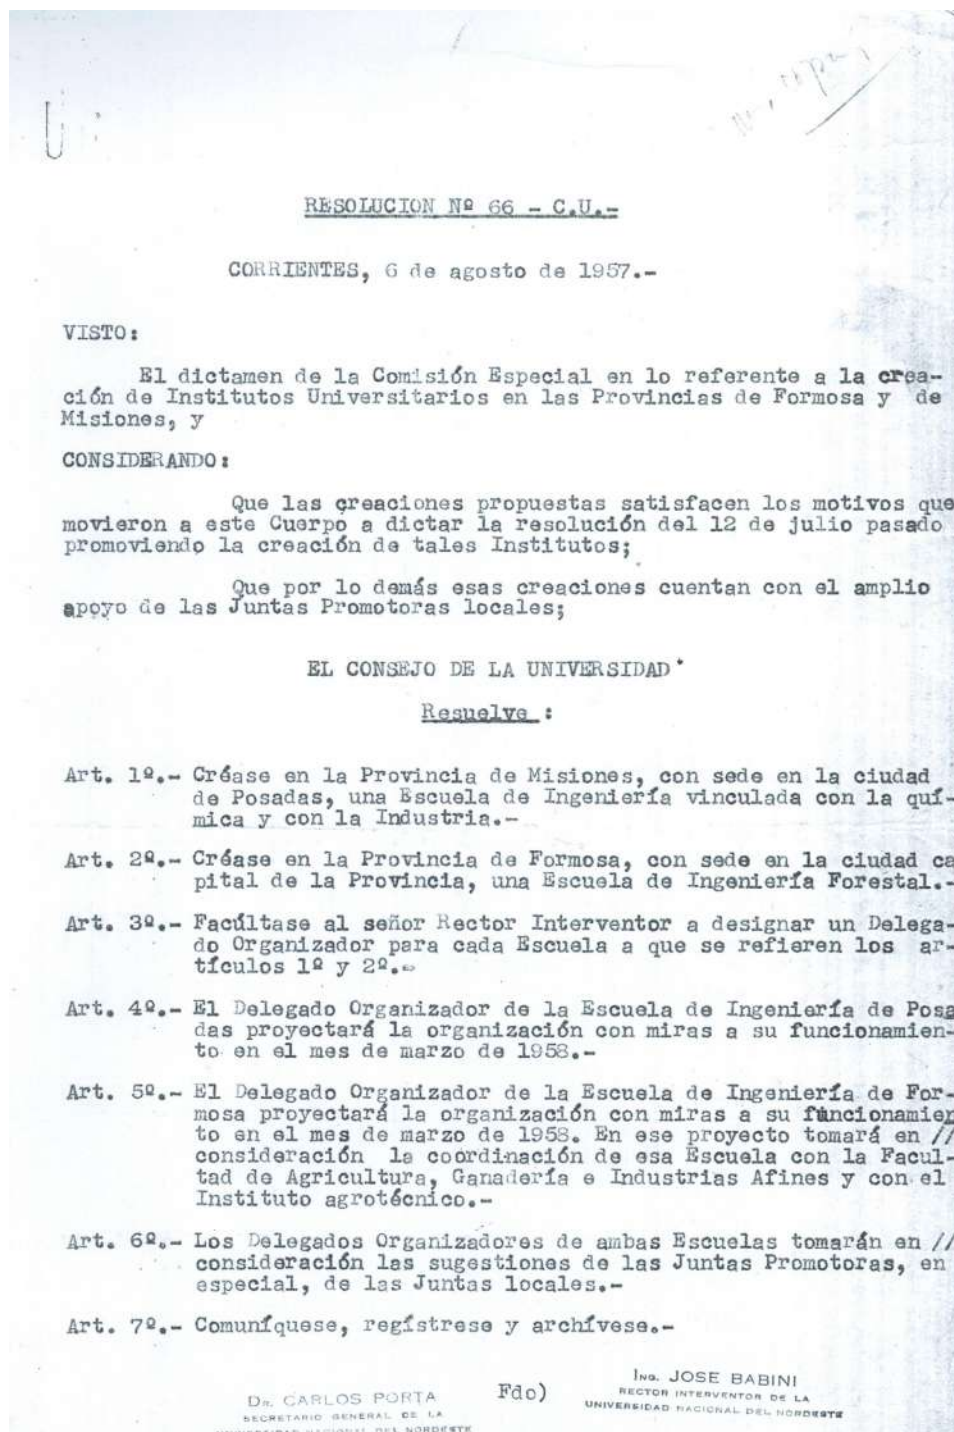 RESOLUCION Nº 66 - C.U.-
CORRIENTES, 6 de agosto de 1957.-
VISTO:
El dictamen de la Comisión Especial en lo referente a la crea-
ción de Institutos Universitarios en las Provincias de Formosa y de
Misiones, y
CONSIDERANDO:
Que las creaciones propuestas satisfacen los motivos que
movieron a este Cuerpo a dictar la resolución del 12 de julio pasado
promoviendo la creación de tales Institutos;
Que por lo demás esas creaciones cuentan con el amplio
apoyo de las Juntas Promotoras locales;
EL CONSEJO DE LA UNIVERSIDAD
Resuelve :
Art. 1º.- Créase en la Provincia de Misiones, con sede en la ciudad
de Posadas, una Escuela de Ingeniería vinculada con la quí-
mica y con la Industria.-
Art. 2º.- Créase en la Provincia de Formosa, con sede en la ciudad ca
pital de la Provincia, una Escuela de Ingeniería Forestal.-
Art. 3º.- Facúltase al señor Rector Interventor a designar un Delega-
do Organizador para cada Escuela a que se refieren los ar-
tículos 1º y 2º.-
Art. 4º.- El Delegado Organizador de la Escuela de Ingeniería de Posa
das proyectará la organización con miras a su funcionamien-
to en el mes de marzo de 1958.-
Art. 5º.- El Delegado Organizador de la Escuela de Ingeniería de For-
mosa proyectará la organización con miras a su funcionamien
to en el mes de marzo de 1958. En ese proyecto tomará en //
consideración la coordinación de esa Escuela con la Facul-
tad de Agricultura, Ganadería e Industrias Afines y con el
Instituto agrotécnico.-
Art. 6º.- Los Delegados Organizadores de ambas Escuelas tomarán en //
consideración las sugestiones de las Juntas Promotoras, en
especial, de las Juntas locales.-
Art. 7º.- Comuníquese, regístrese y archívese.-
Fdo)
ING. JOSE BABINI
RECTOR INTERVENTOR DE LA
UNIVERSIDAD NACIONAL DEL NORDESTE
DR. CARLOS PORTA
SECRETARIO GENERAL DE LA
UNIVERSIDAD NACIONAL DEL NORDESTE